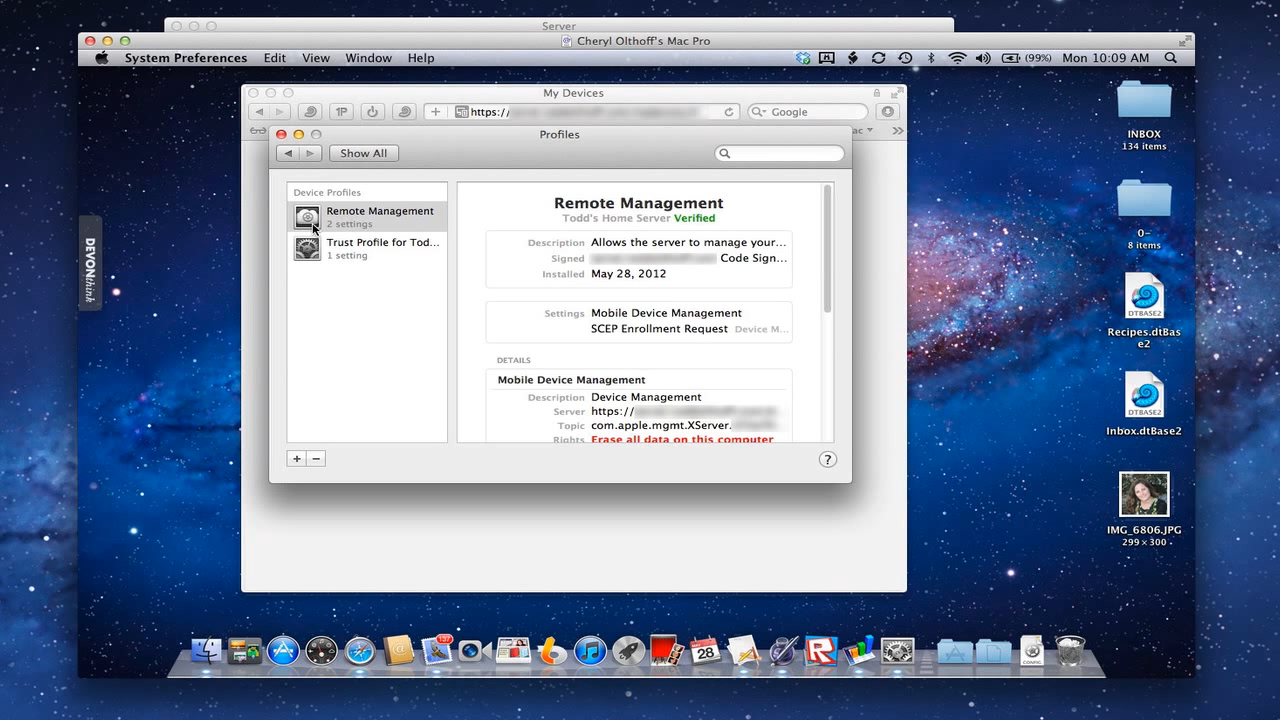 Server
Cheryl Olthoff's Mac Pro
System Preferences Edit View Window Help
(99%) Mon 10:09 AM
My Devices
1P
https://
Google
Profiles
Show All
Device Profiles
Remote Management
2 settings
Trust Profile for Tod...
1 setting
Remote Management
Todd's Home Server Verified
Description Allows the server to manage your...
Signed Code Sign...
Installed May 28, 2012
Settings Mobile Device Management
SCEP Enrollment Request Device M...
DETAILS
Mobile Device Management
Description Device Management
Server https://
Topic com.apple.mgmt.XServer.
Rights Erase all data on this computer
+ −
?
DEVONthink
INBOX
134 items
0-
8 items
DTBASE2
Recipes.dtBas
e2
DTBASE2
Inbox.dtBase2
IMG_6806.JPG
299 × 300
137
28
CONFIG